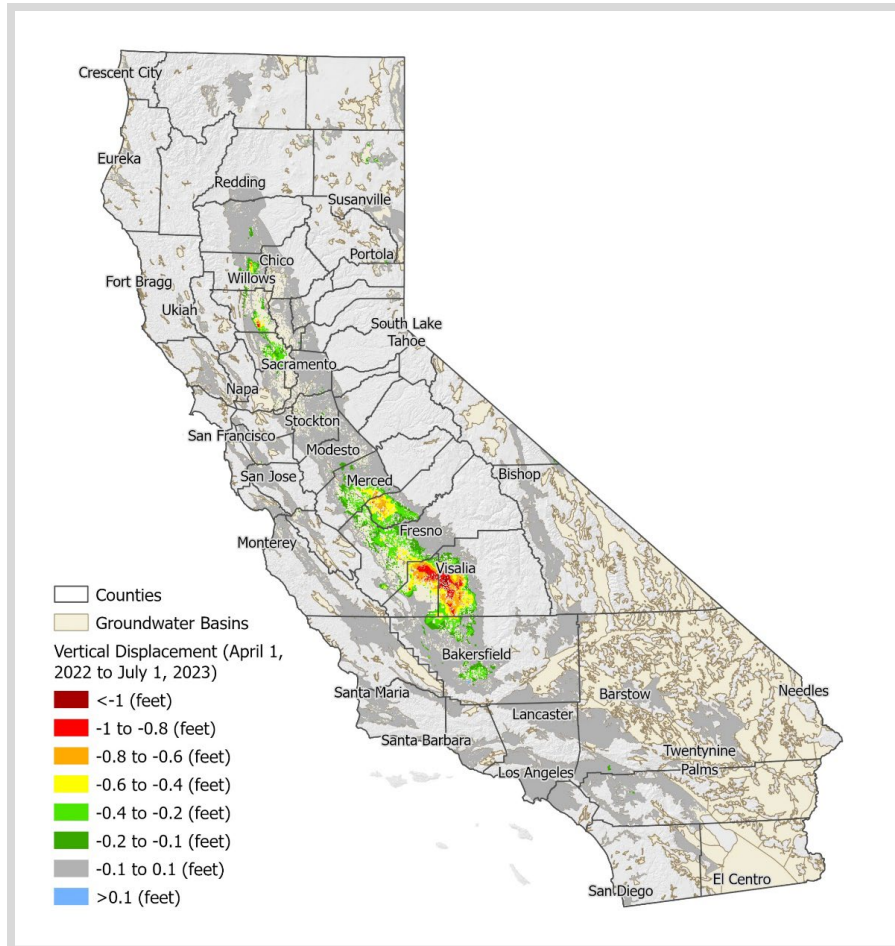 Crescent City
Eureka
Redding
Susanville
Chico
Portola
Willows
Fort Bragg
Ukiah
South Lake
Tahoe
Sacramento
Napa
Stockton
San Francisco
Modesto
San Jose
Merced
Bishop
Fresno
Monterey
Visalia
Counties
Groundwater Basins
Vertical Displacement (April 1,
2022 to July 1, 2023)
<-1 (feet)
-1 to -0.8 (feet)
-0.8 to -0.6 (feet)
-0.6 to -0.4 (feet)
-0.4 to -0.2 (feet)
-0.2 to -0.1 (feet)
-0.1 to 0.1 (feet)
>0.1 (feet)
Bakersfield
Santa Maria
Barstow
Needles
Lancaster
Santa Barbara
Twentynine
Palms
Los Angeles
San Diego
El Centro